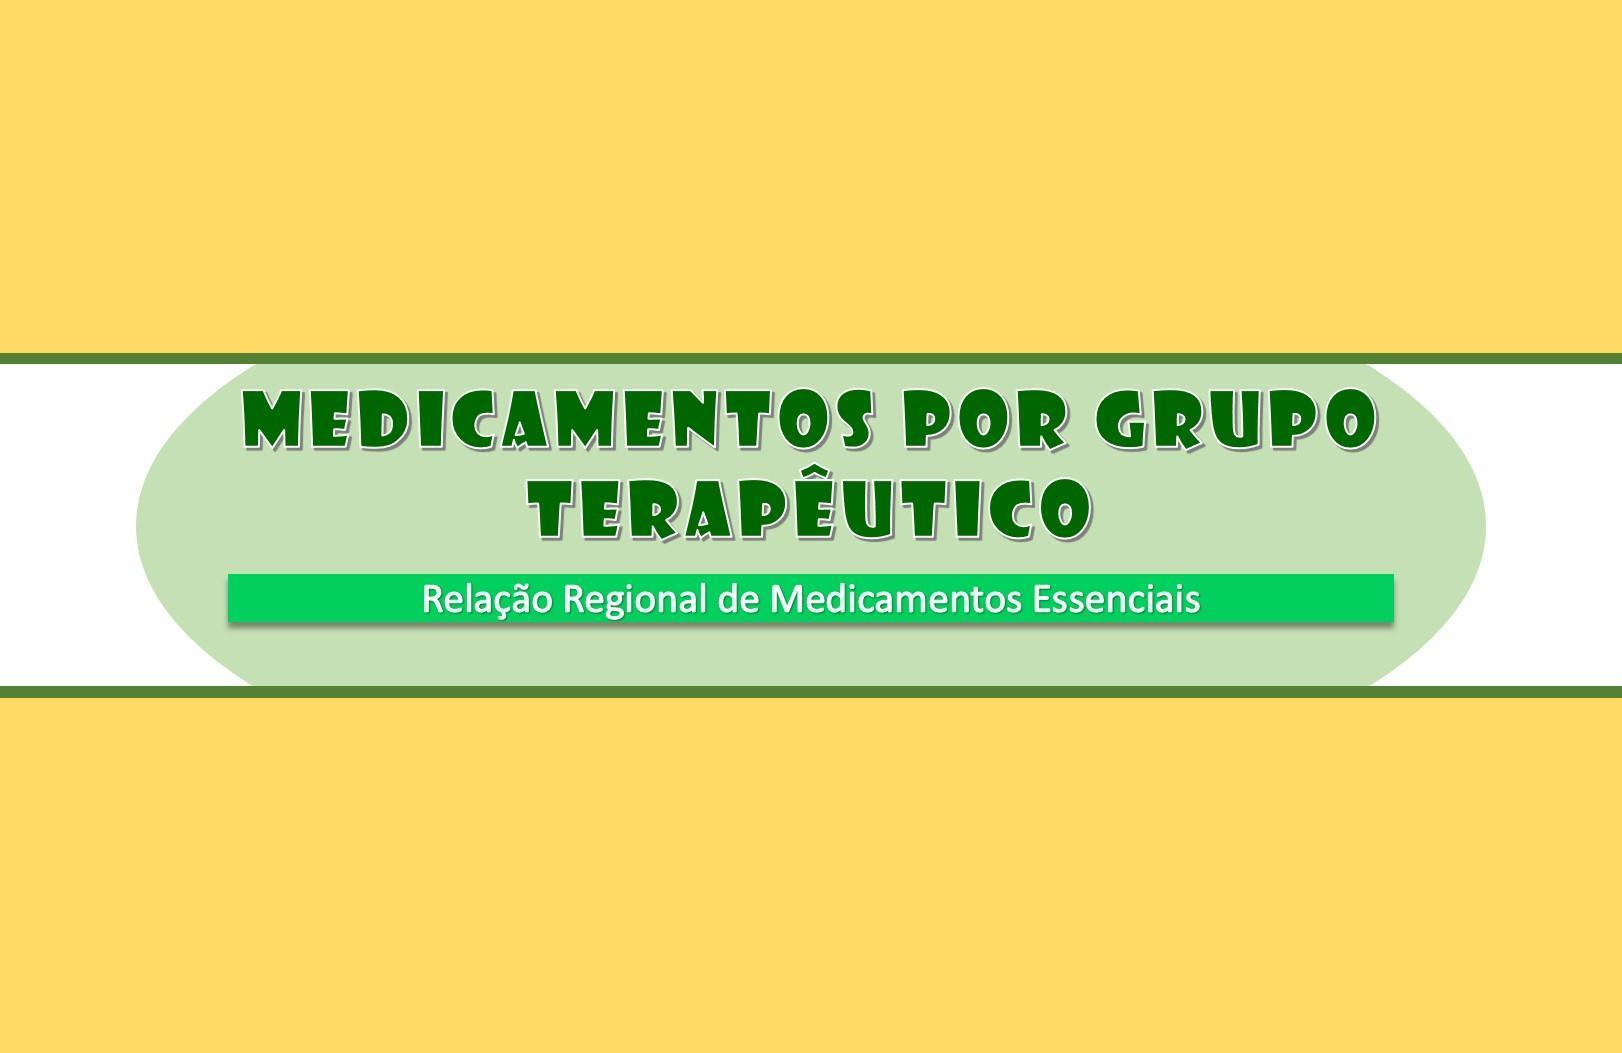 MEDICAMENTOS POR GRUPO
TERAPÊUTICO
Relação Regional de Medicamentos Essenciais